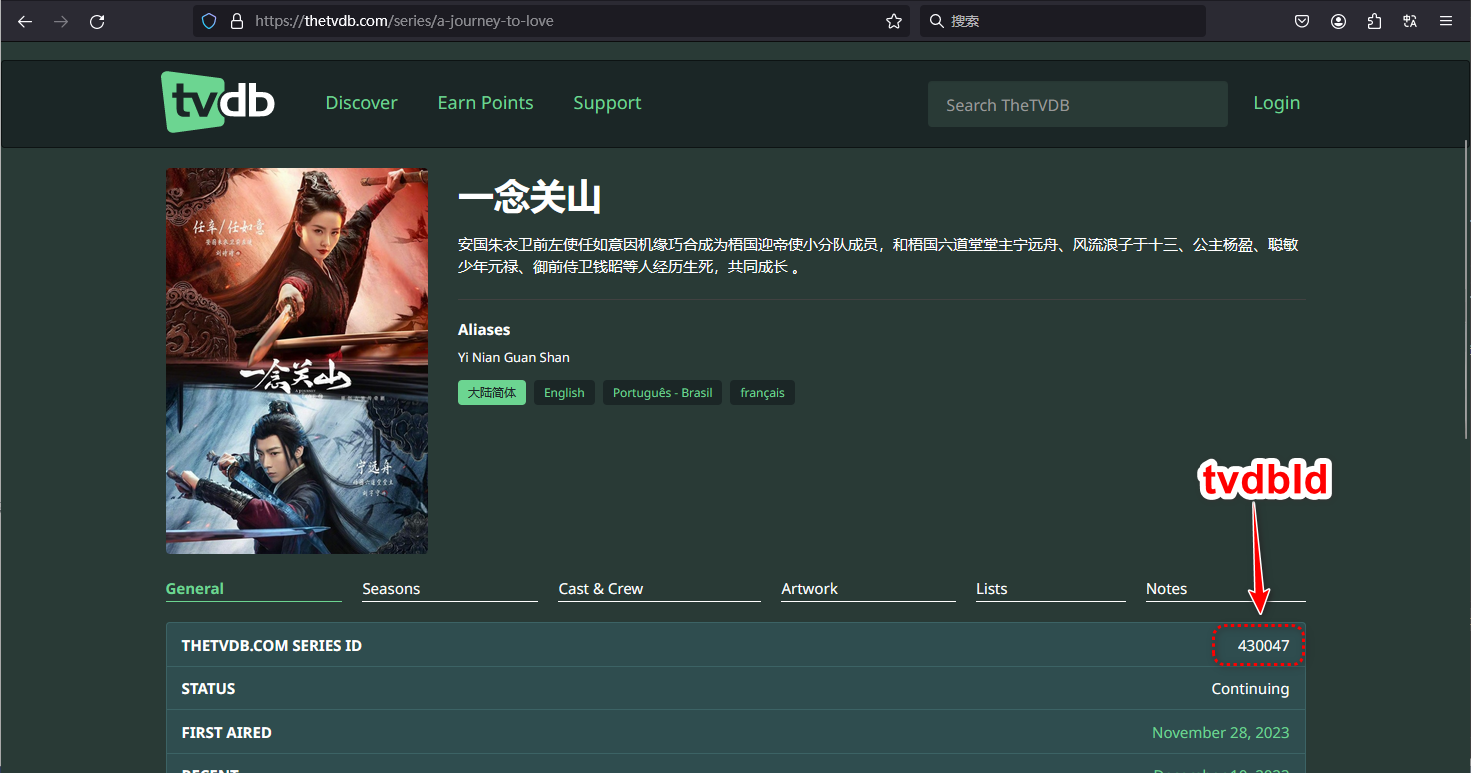 https://thetvdb.com/series/a-journey-to-love
搜索
tvdb
Discover
Earn Points
Support
Search TheTVDB
Login
任辛/任如意
一念关山
宁远舟
一念关山
安国朱衣卫前左使任如意因机缘巧合成为梧国迎帝使小分队成员，和梧国六道堂堂主宁远舟、风流浪子于十三、公主杨盈、聪敏
少年元禄、御前侍卫钱昭等人经历生死，共同成长 。
Aliases
Yi Nian Guan Shan
大陆简体
English
Português - Brasil
français
tvdbId
General
Seasons
Cast & Crew
Artwork
Lists
Notes
THETVDB.COM SERIES ID
430047
STATUS
Continuing
FIRST AIRED
November 28, 2023